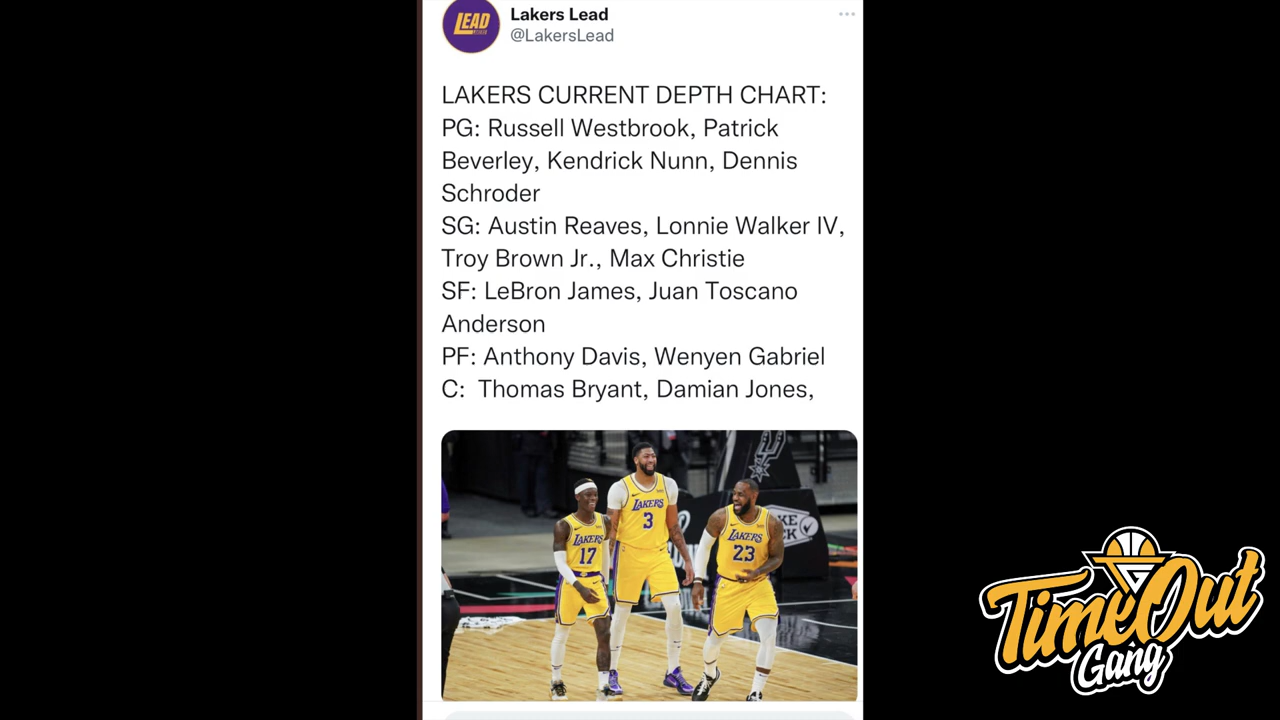 LEAD
Lakers Lead
@LakersLead
LAKERS CURRENT DEPTH CHART:
PG: Russell Westbrook, Patrick
Beverley, Kendrick Nunn, Dennis
Schroder
SG: Austin Reaves, Lonnie Walker IV,
Troy Brown Jr., Max Christie
SF: LeBron James, Juan Toscano
Anderson
PF: Anthony Davis, Wenyen Gabriel
C: Thomas Bryant, Damian Jones,
LAKERS
17
LAKERS
3
LAKERS
23
TimeOut
Gang